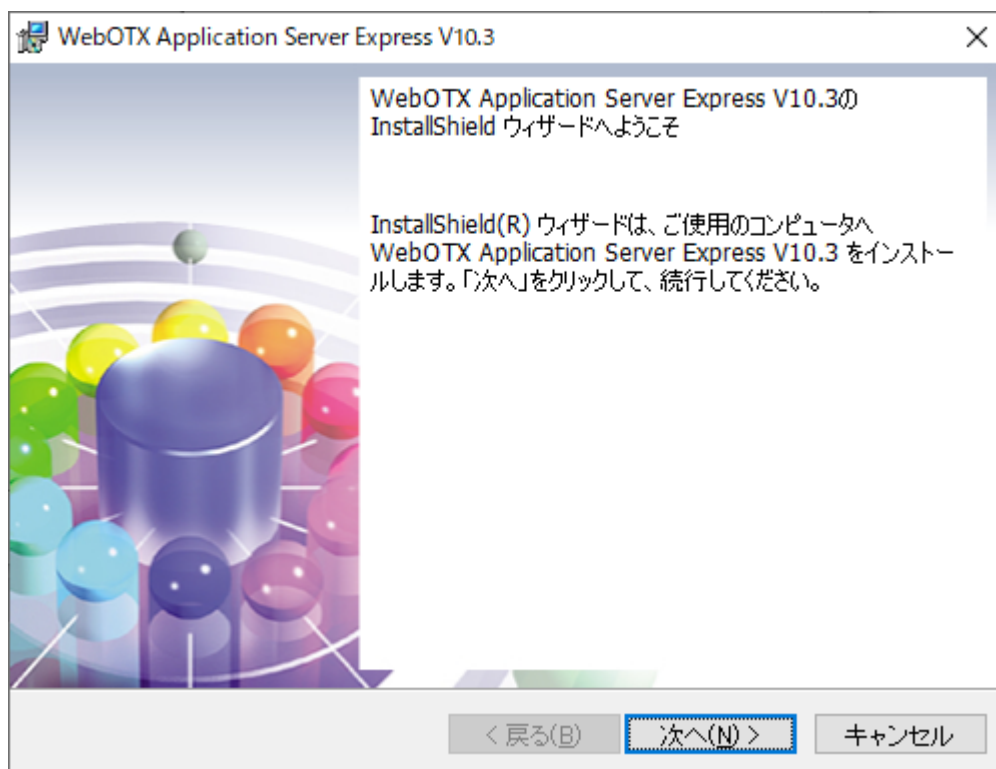 WebOTX Application Server Express V10.3
WebOTX Application Server Express V10.3の
InstallShield ウィザードへようこそ
InstallShield(R) ウィザードは、ご使用のコンピュータへ
WebOTX Application Server Express V10.3 をインストー
ルします。「次へ」をクリックして、続行してください。
< 戻る(B)
次へ(N) >
キャンセル